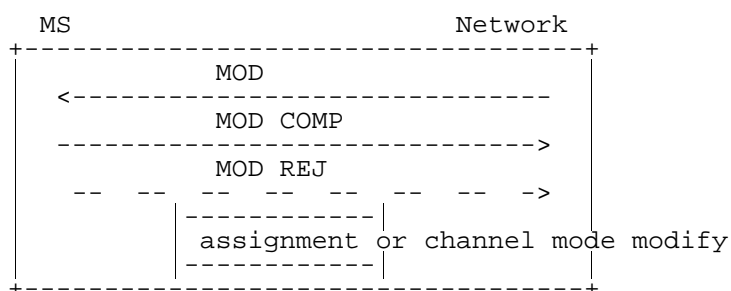 MS Network
MOD
MOD COMP
MOD REJ
assignment or channel mode modify